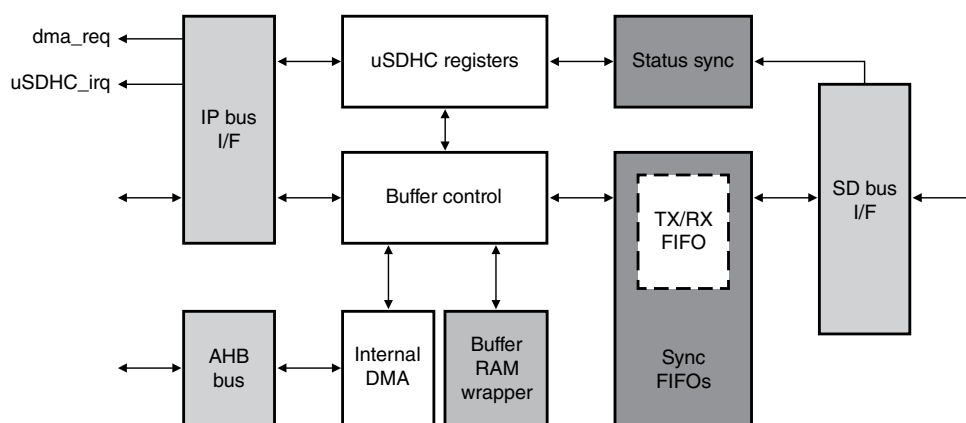 dma_req
uSDHC_irq
IP bus
I/F
uSDHC registers
Status sync
Buffer control
TX/RX
FIFO
SD bus
I/F
AHB
bus
Internal
DMA
Buffer
RAM
wrapper
Sync
FIFOs